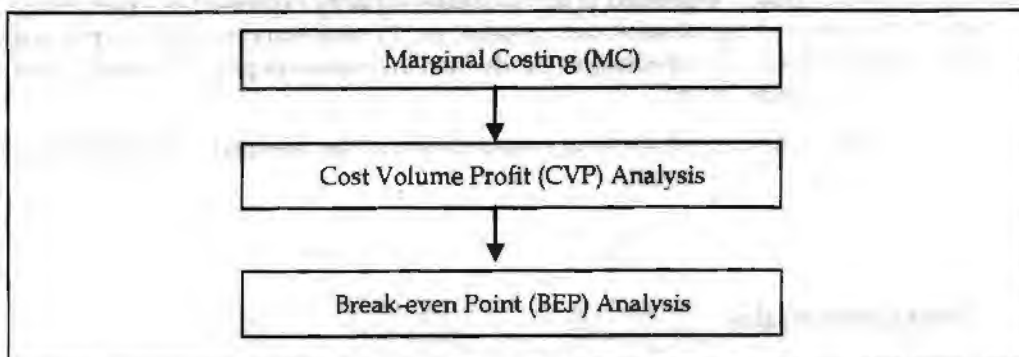 Marginal Costing (MC)
Cost Volume Profit (CVP) Analysis
Break-even Point (BEP) Analysis